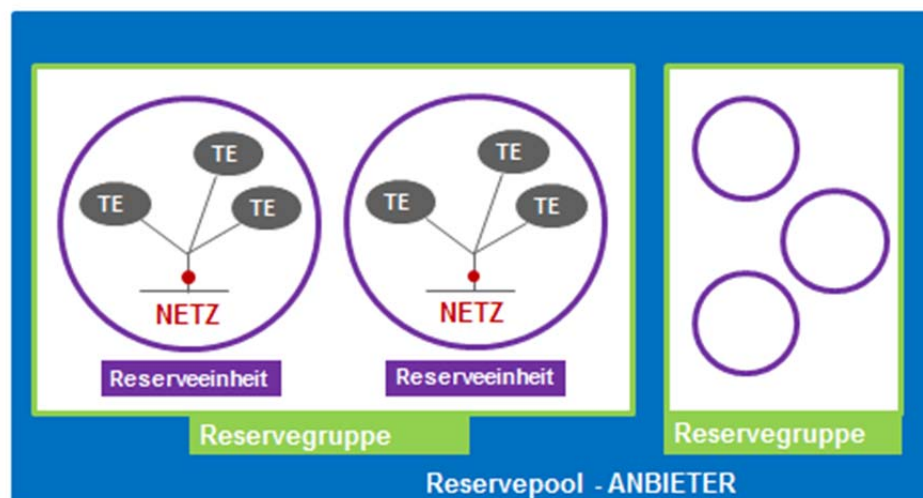 TE
TE
TE
NETZ
Reserveeinheit
TE
TE
TE
NETZ
Reserveeinheit
Reservegruppe
Reservegruppe
Reservepool - ANBIETER